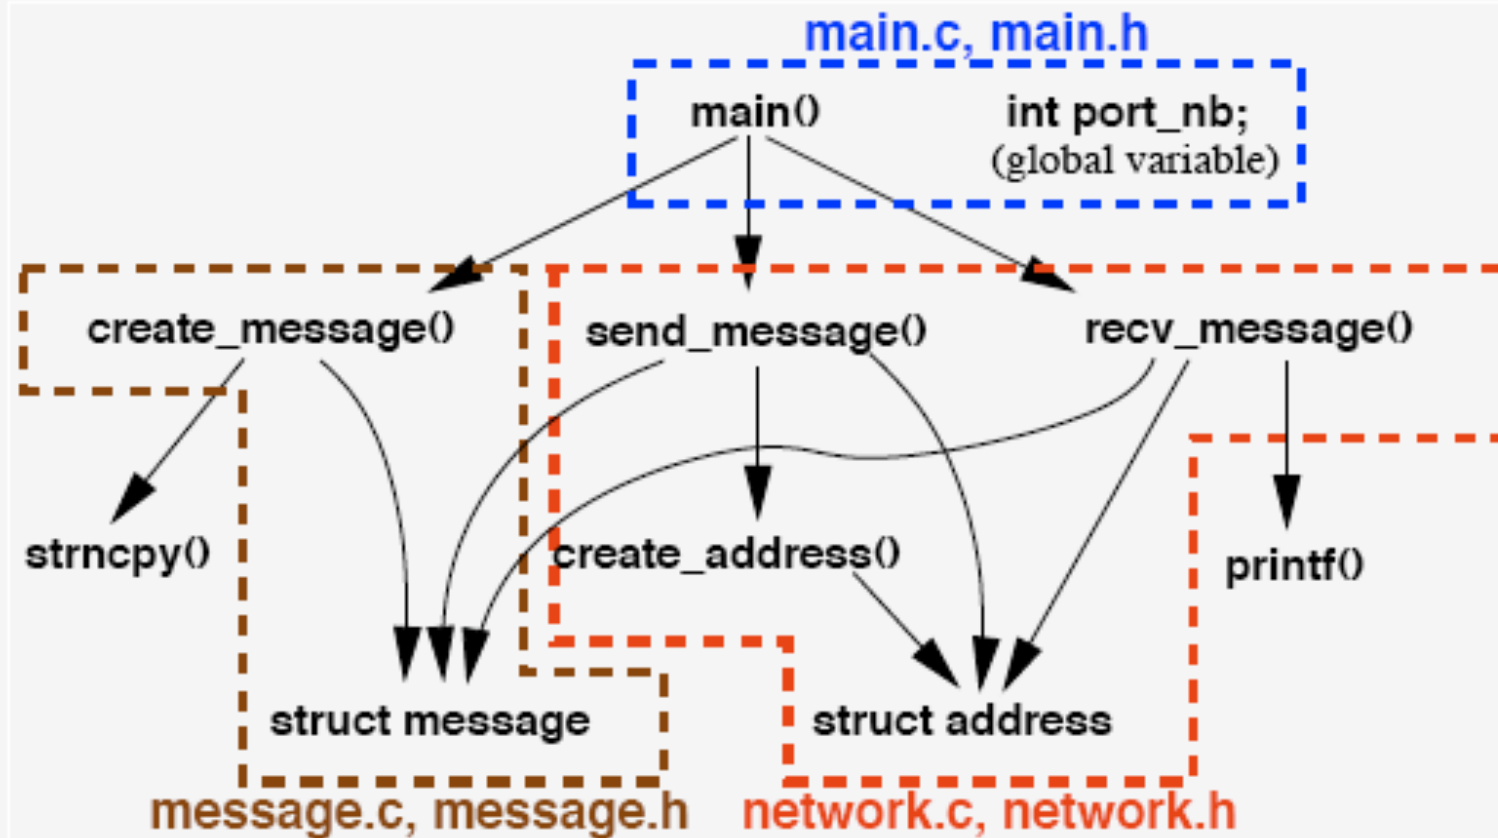 main.c, main.h
main()
int port_nb;
(global variable)
create_message()
send_message()
recv_message()
strncpy()
create_address()
printf()
struct message
struct address
message.c, message.h
network.c, network.h